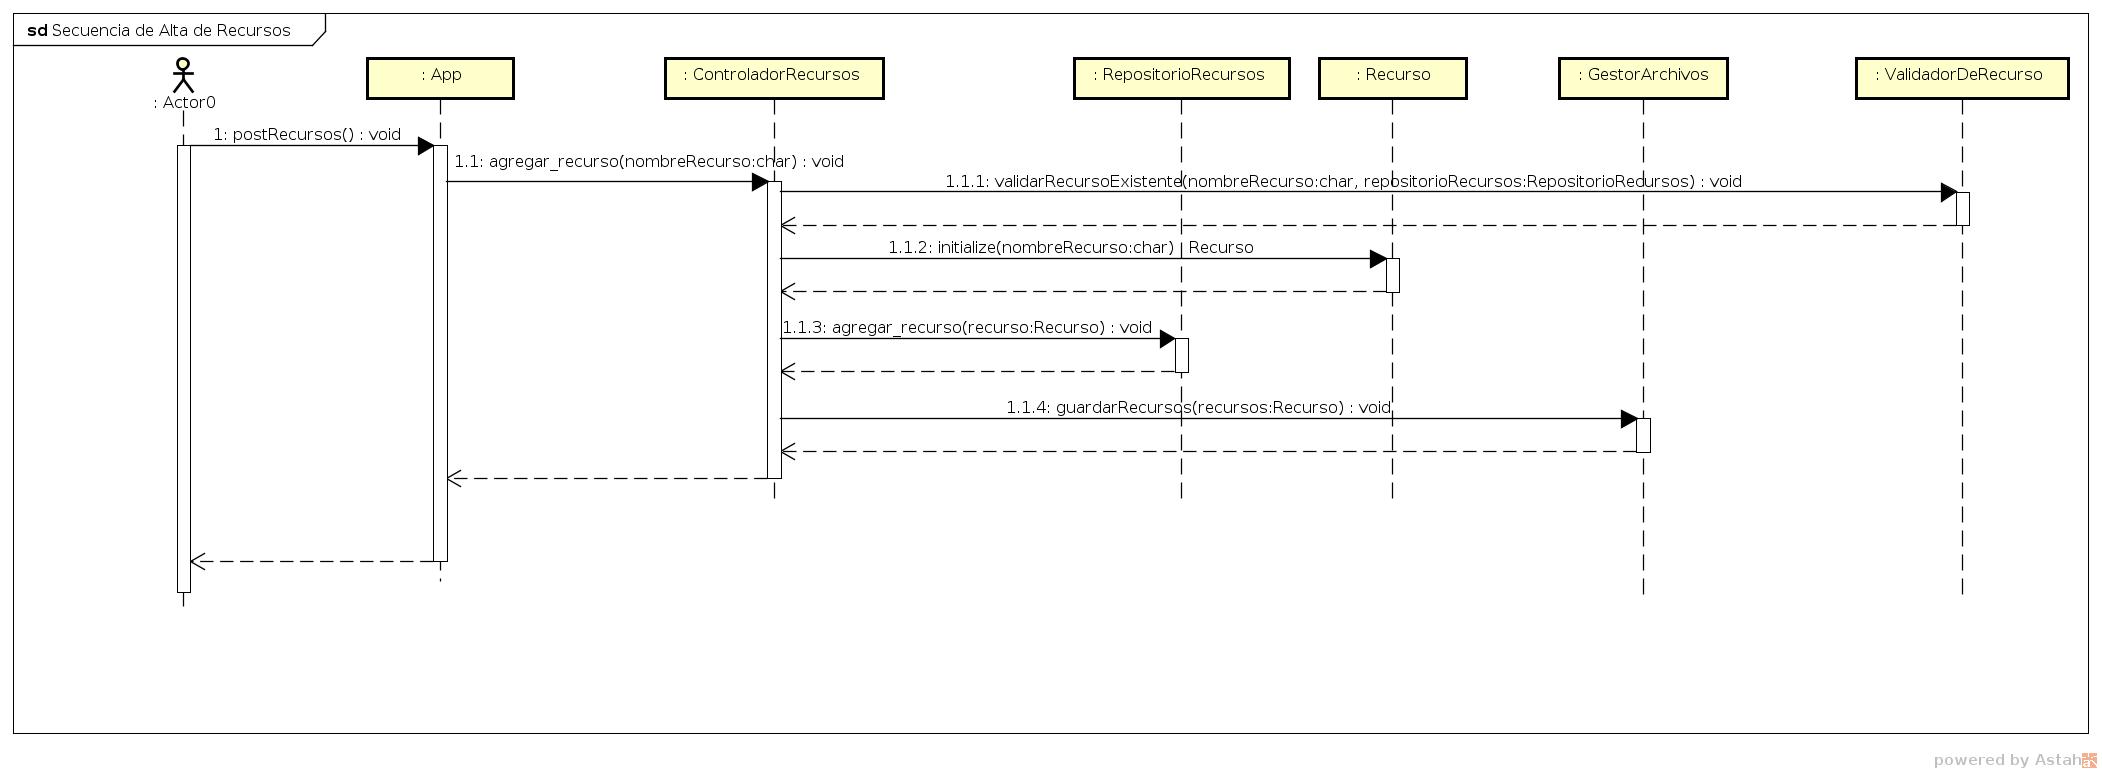 sd Secuencia de Alta de Recursos
: Actor0
: App
: ControladorRecursos
: RepositorioRecursos
: Recurso
: GestorArchivos
: ValidadorDeRecurso
1: postRecursos() : void
1.1: agregar_recurso(nombreRecurso:char) : void
1.1.1: validarRecursoExistente(nombreRecurso:char, repositorioRecursos:RepositorioRecursos) : void
1.1.2: initialize(nombreRecurso:char) : Recurso
1.1.3: agregar_recurso(recurso:Recurso) : void
1.1.4: guardarRecursos(recursos:Recurso) : void
powered by Astah